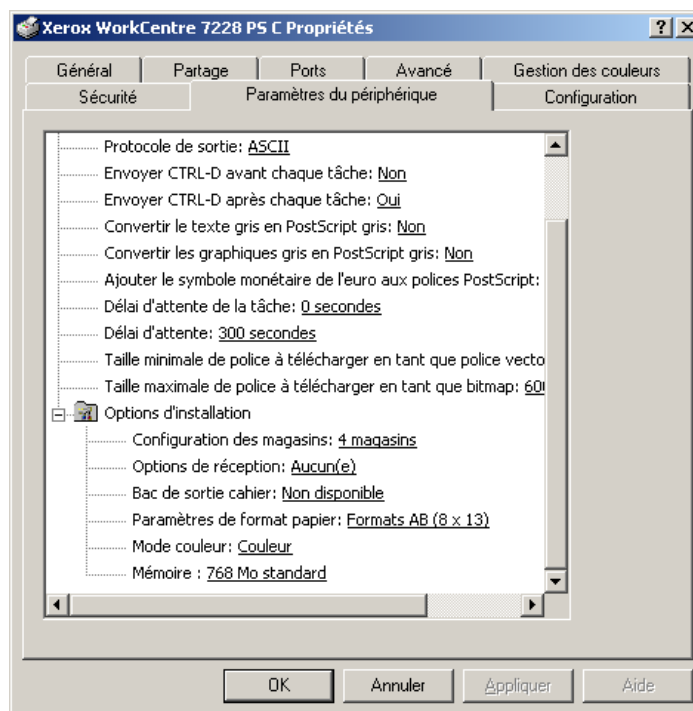 Xerox WorkCentre 7228 PS C Propriétés
Général Partage Ports Avancé Gestion des couleurs
Sécurité Paramètres du périphérique Configuration
Protocole de sortie: ASCII
Envoyer CTRL-D avant chaque tâche: Non
Envoyer CTRL-D après chaque tâche: Oui
Convertir le texte gris en PostScript gris: Non
Convertir les graphiques gris en PostScript gris: Non
Ajouter le symbole monétaire de l'euro aux polices PostScript:
Délai d'attente de la tâche: 0 secondes
Délai d'attente: 300 secondes
Taille minimale de police à télécharger en tant que police vecto
Taille maximale de police à télécharger en tant que bitmap: 600
Options d'installation
Configuration des magasins: 4 magasins
Options de réception: Aucun(e)
Bac de sortie cahier: Non disponible
Paramètres de format papier: Formats AB (8 x 13)
Mode couleur: Couleur
Mémoire : 768 Mo standard
OK Annuler Appliquer Aide